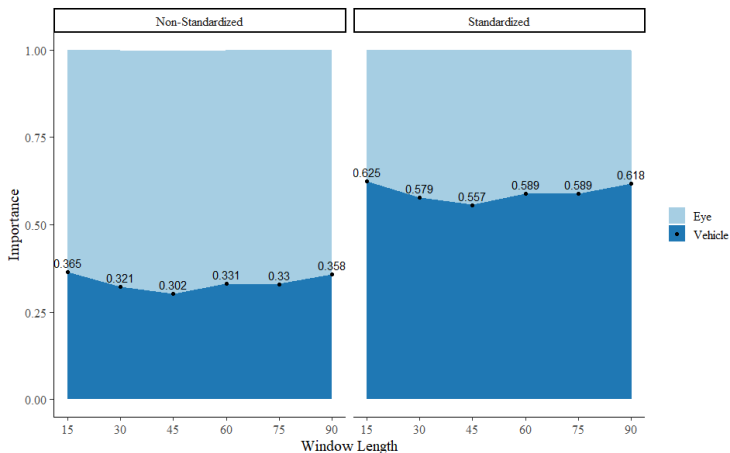 Non-Standardized
Standardized
1.00
0.75
0.50
0.25
0.00
Importance
0.365
0.321
0.302
0.331
0.33
0.358
0.625
0.579
0.557
0.589
0.589
0.618
15 30 45 60 75 90
15 30 45 60 75 90
Window Length
Eye
Vehicle